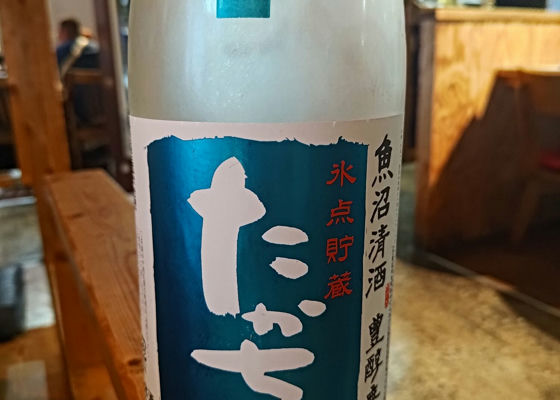 魚沼清酒 豊醇
氷点貯蔵
たかち